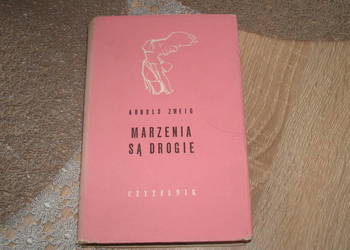 ARNOLD ZWEIG
MARZENIA
SĄ DROGIE
CZYTELNIK